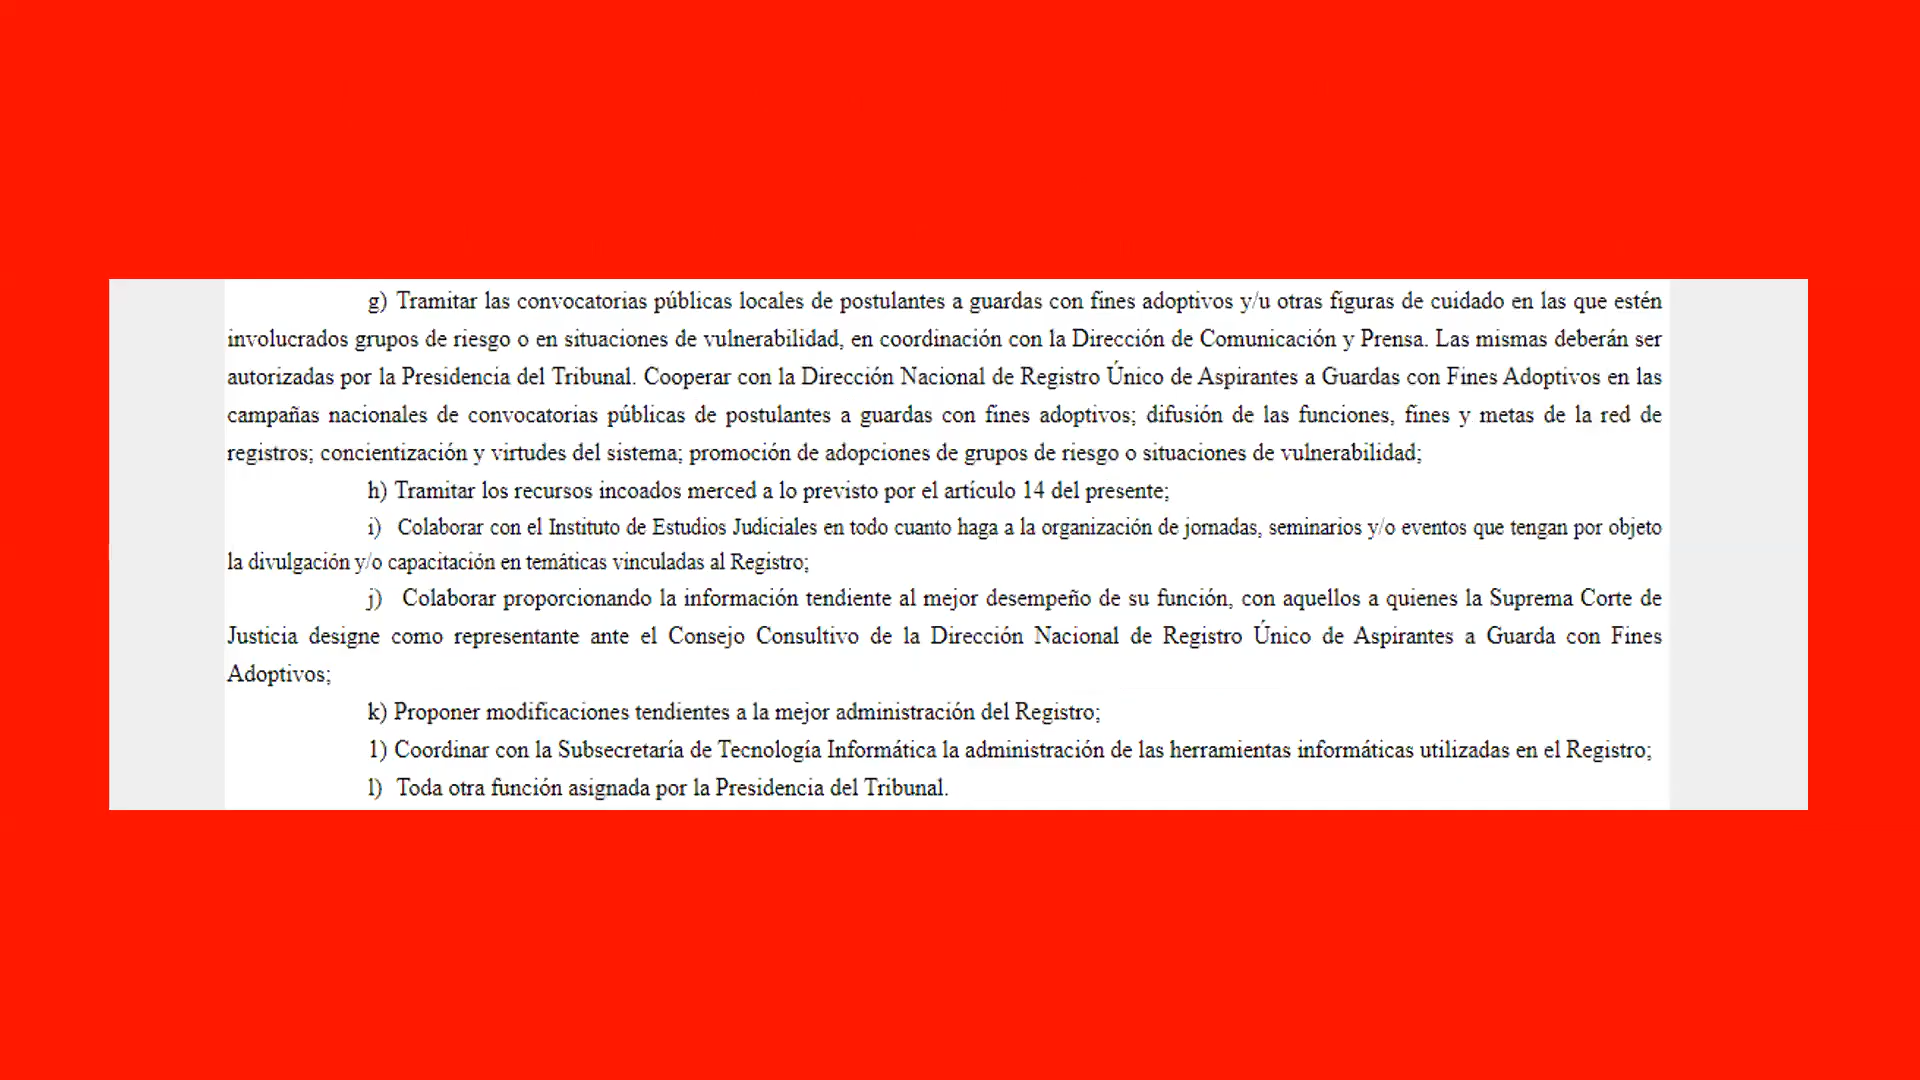 g) Tramitar las convocatorias públicas locales de postulantes a guardas con fines adoptivos y/u otras figuras de cuidado en las que estén
involucrados grupos de riesgo o en situaciones de vulnerabilidad, en coordinación con la Dirección de Comunicación y Prensa. Las mismas deberán ser
autorizadas por la Presidencia del Tribunal. Cooperar con la Dirección Nacional de Registro Único de Aspirantes a Guardas con Fines Adoptivos en las
campañas nacionales de convocatorias públicas de postulantes a guardas con fines adoptivos; difusión de las funciones, fines y metas de la red de
registros; concientización y virtudes del sistema; promoción de adopciones de grupos de riesgo o situaciones de vulnerabilidad;
h) Tramitar los recursos incoados merced a lo previsto por el artículo 14 del presente;
i) Colaborar con el Instituto de Estudios Judiciales en todo cuanto haga a la organización de jornadas, seminarios y/o eventos que tengan por objeto
la divulgación y/o capacitación en temáticas vinculadas al Registro;
j) Colaborar proporcionando la información tendiente al mejor desempeño de su función, con aquellos a quienes la Suprema Corte de
Justicia designe como representante ante el Consejo Consultivo de la Dirección Nacional de Registro Único de Aspirantes a Guarda con Fines
Adoptivos;
k) Proponer modificaciones tendientes a la mejor administración del Registro;
l) Coordinar con la Subsecretaría de Tecnología Informática la administración de las herramientas informáticas utilizadas en el Registro;
l) Toda otra función asignada por la Presidencia del Tribunal.